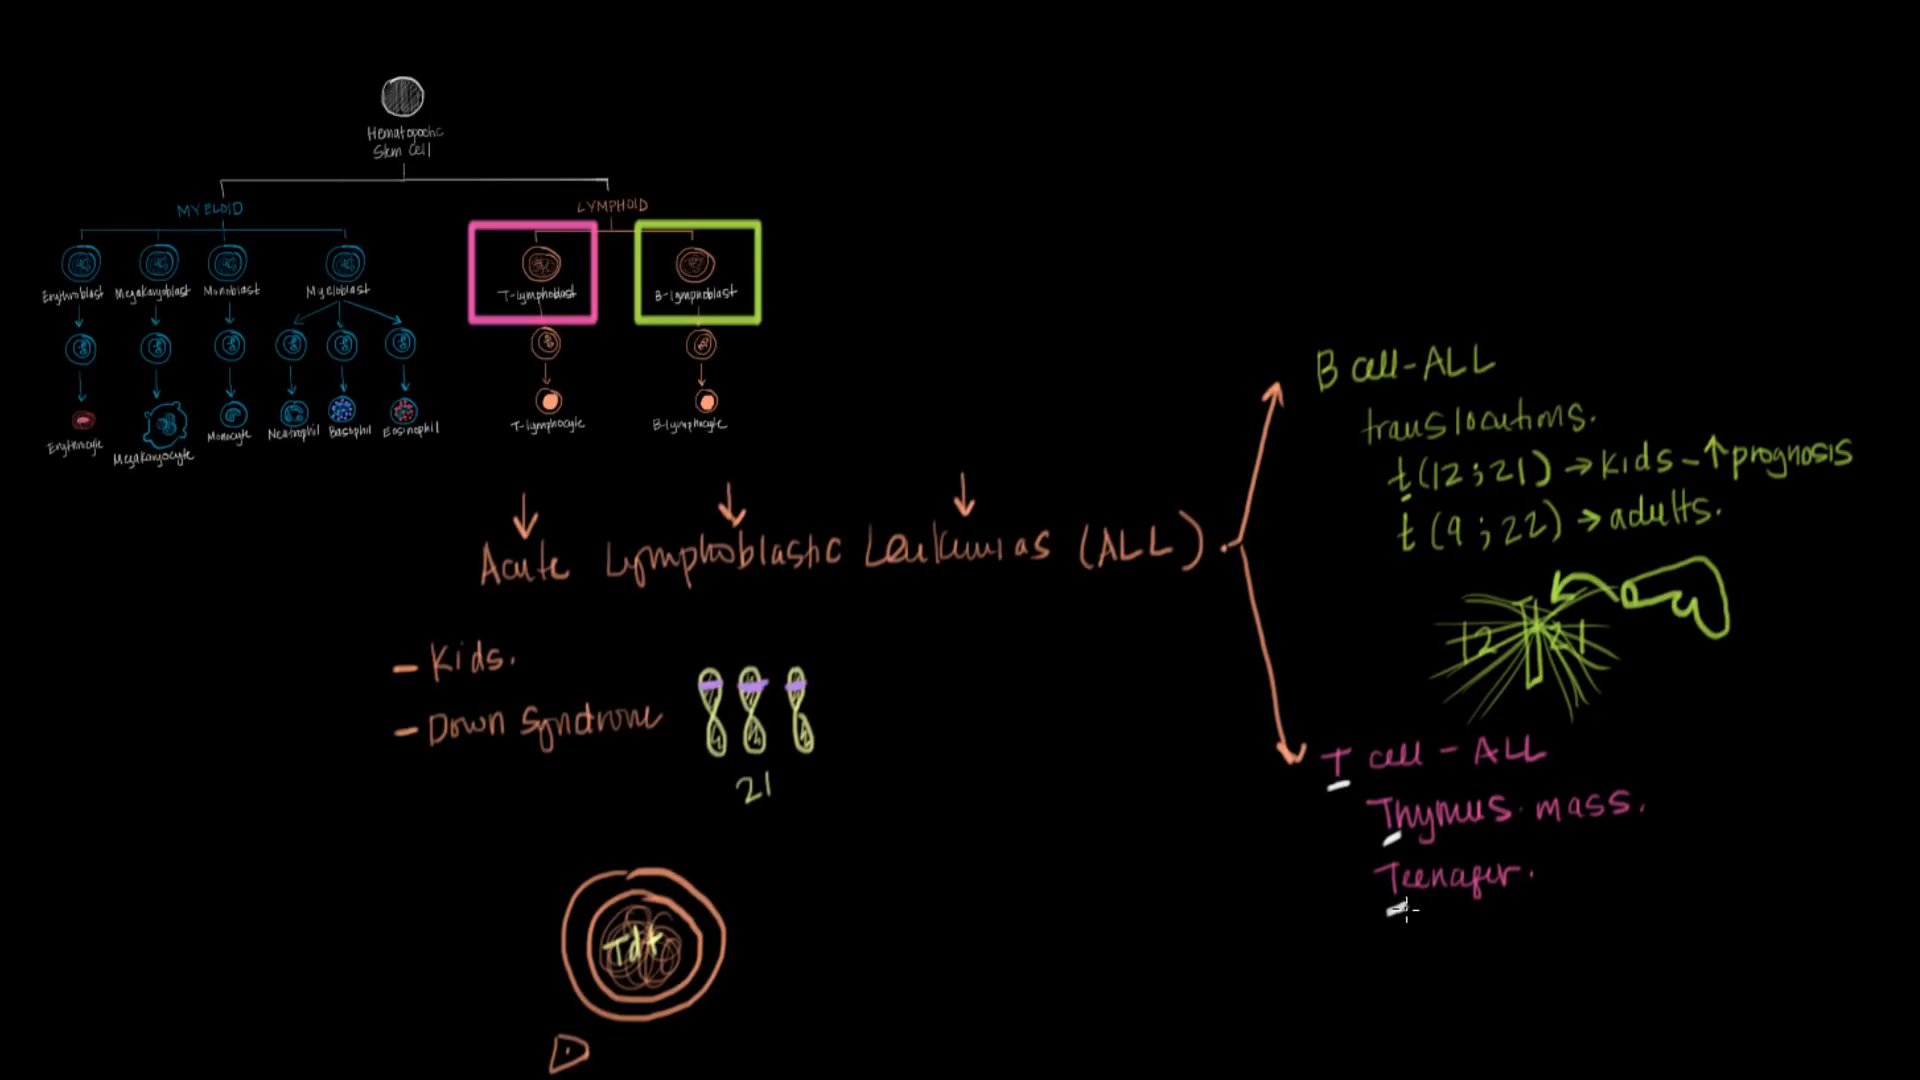 Hematopoetic
Stem Cell
MYELOID
LYMPHOID
Erythroblast
Megakaryoblast
Monoblast
Myeloblast
T-lymphoblast
B-lymphoblast
Erythrocyte
Megakaryocyte
Monocyte
Neutrophil
Basophil
Eosinophil
T-lymphocyte
B-lymphocyte
Acute Lymphoblastic Leukemias (ALL).
- Kids.
- Down Syndrome
21
Tdt
B cell-ALL
translocations.
t(12;21) → kids - ↑ prognosis
t(9;22) → adults.
12 21
T cell - ALL
Thymus mass.
Teenager.